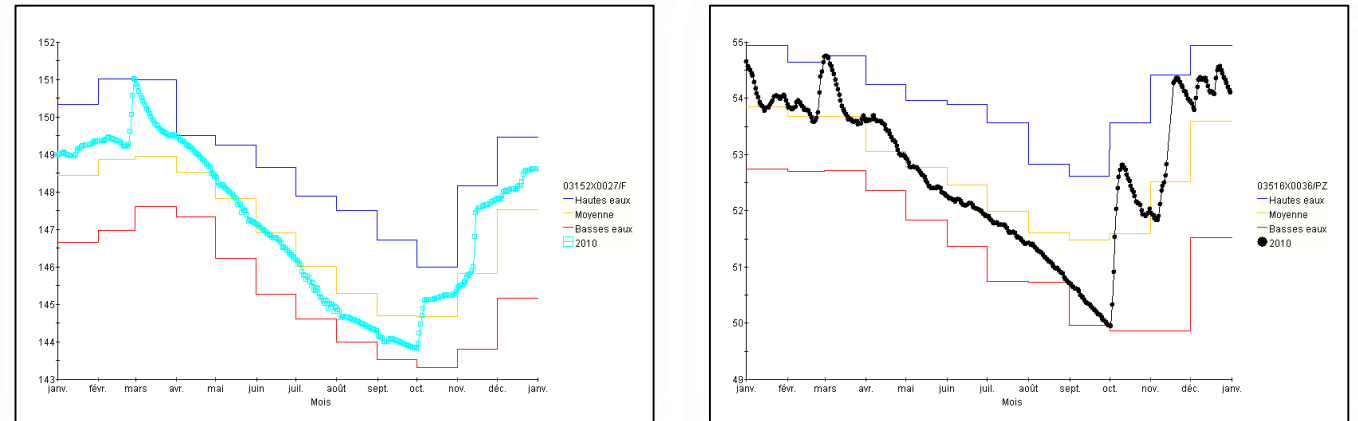 152
151
150
149
148
147
146
145
144
143
janv. févr. mars avr. mai juin juil. août sept. oct. nov. déc. janv.
Mois
03152X0027/F
Hautes eaux
Moyenne
Basses eaux
2010
55
54
53
52
51
50
49
janv. févr. mars avr. mai juin juil. août sept. oct. nov. déc. janv.
Mois
03516X0036/PZ
Hautes eaux
Moyenne
Basses eaux
2010